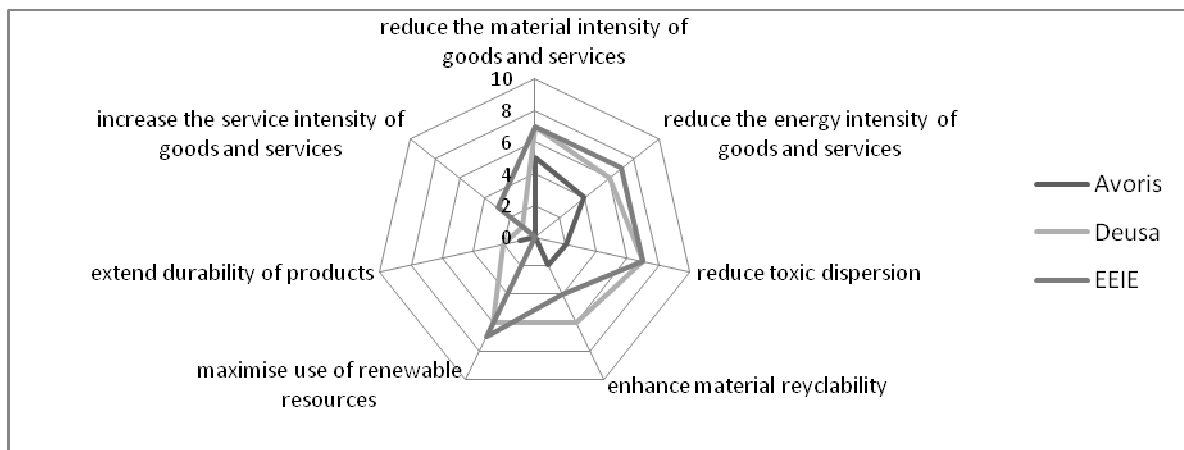 reduce the material intensity of
goods and services
10
8
6
4
2
0
increase the service intensity of
goods and services
reduce the energy intensity of
goods and services
extend durability of products
reduce toxic dispersion
maximise use of renewable
resources
enhance material reyclability
Avoris
Deusa
EEIE